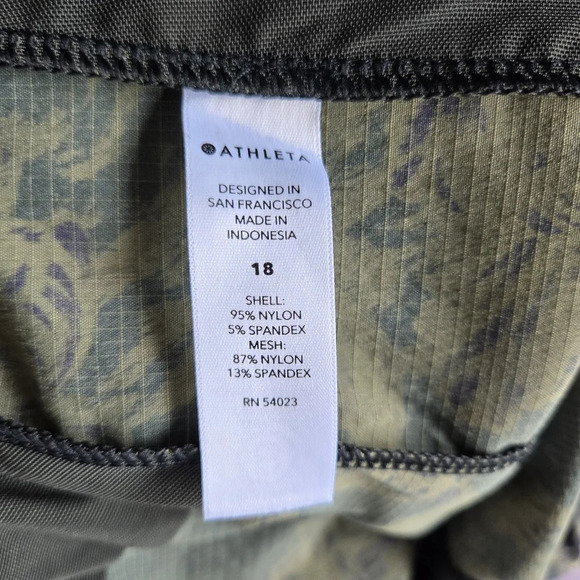 ATHLETA
DESIGNED IN
SAN FRANCISCO
MADE IN
INDONESIA
18
SHELL:
95% NYLON
5% SPANDEX
MESH:
87% NYLON
13% SPANDEX
RN 54023